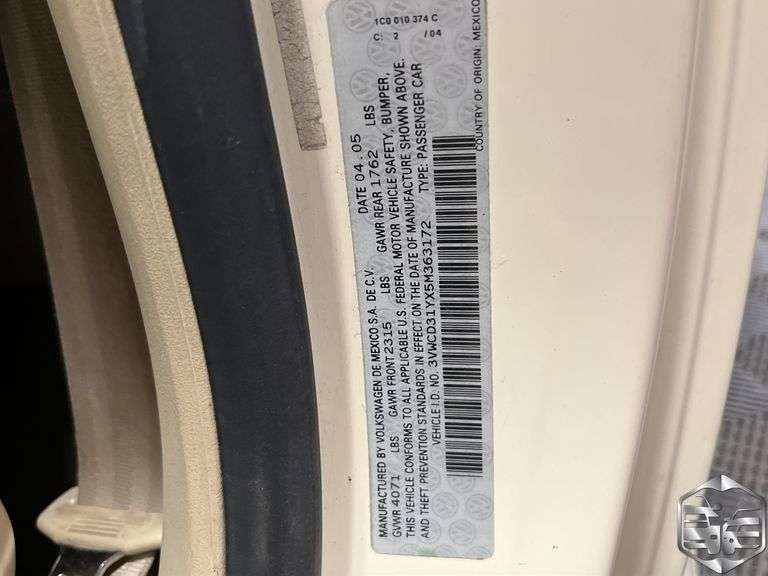 1C0 010 374 C
C 2 / 04
MANUFACTURED BY VOLKSWAGEN DE MEXICO S.A. DE C.V. DATE 04.05
GVWR 4071 LBS GAWR FRONT 2315 LBS GAWR REAR 1762 LBS
THIS VEHICLE CONFORMS TO ALL APPLICABLE U.S. FEDERAL MOTOR VEHICLE SAFETY, BUMPER,
AND THEFT PREVENTION STANDARDS IN EFFECT ON THE DATE OF MANUFACTURE SHOWN ABOVE.
VEHICLE I.D. NO. 3VWCD31YX5M363172 TYPE: PASSENGER CAR
COUNTRY OF ORIGIN: MEXICO